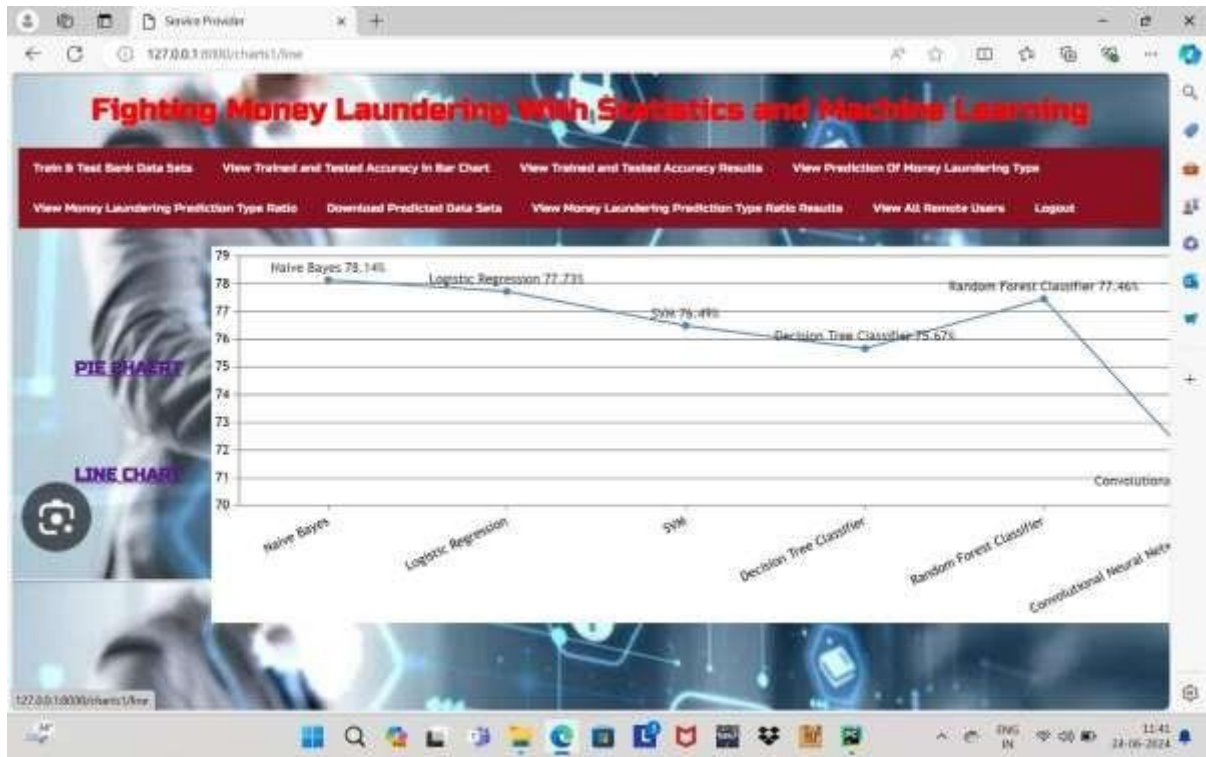 Service Provider
127.0.0.1:8000/charts1/line
Fighting Money Laundering With Statistics and Machine Learning
Train & Test Bank Data Sets View Trained and Tested Accuracy in Bar Chart View Trained and Tested Accuracy Results View Prediction Of Money Laundering Type
View Money Laundering Prediction Type Ratio Download Predicted Data Sets View Money Laundering Prediction Type Ratio Results View All Remote Users Logout
79
78
77
76
75
74
73
72
71
70
Naive Bayes 78.14%
Logistic Regression 77.73%
SVM 76.49%
Decision Tree Classifier 75.67%
Random Forest Classifier 77.46%
Convolutiona
PIE PHAERT
LINE CHART
Naive Bayes
Logistic Regression
SVM
Decision Tree Classifier
Random Forest Classifier
Convolutional Neural Netw
127.0.0.1:8000/charts1/line
ENG
IN
11:41
24-06-2024